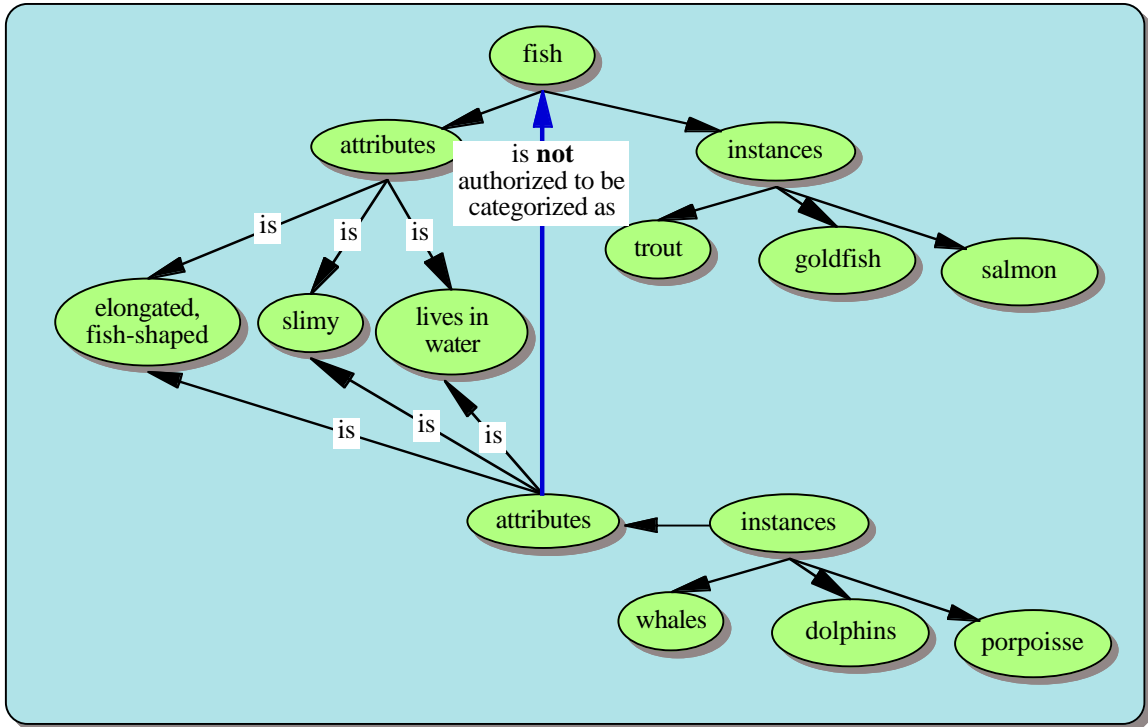 fish
attributes
instances
is **not**
authorized to be
categorized as
is
is
is
trout
goldfish
salmon
elongated,
fish-shaped
slimy
lives in
water
is
is
is
attributes
instances
whales
dolphins
porpoisse